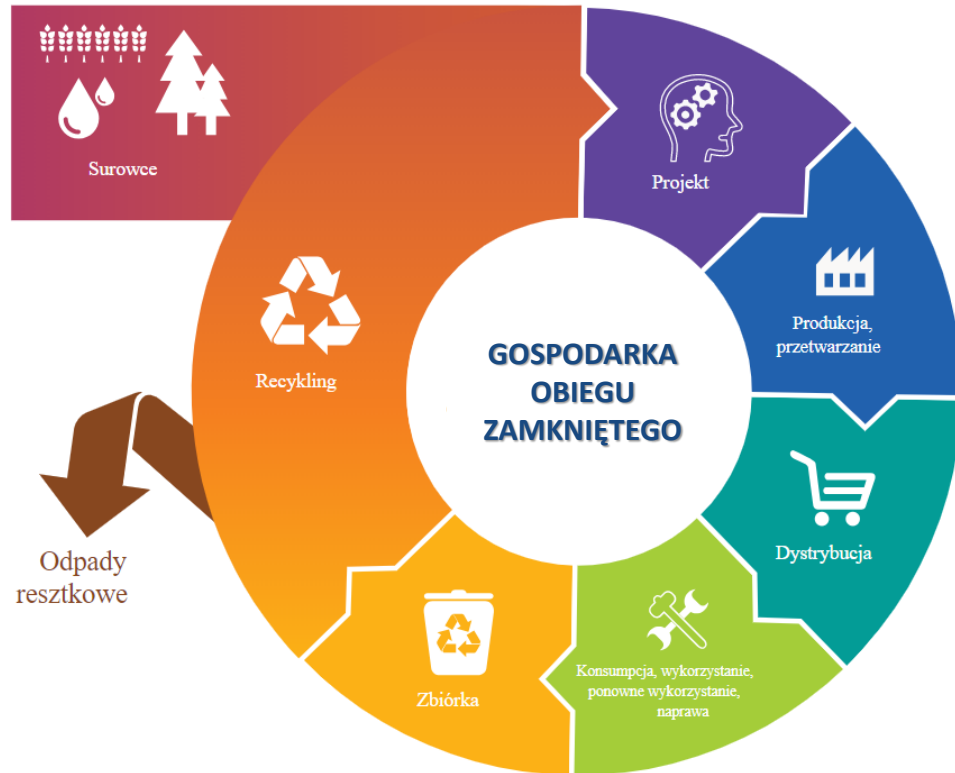 Surowce
Projekt
Produkcja,
przetwarzanie
Recykling
GOSPODARKA
OBIEGU
ZAMKNIĘTEGO
Dystrybucja
Odpady
resztkowe
Konsumpcja, wykorzystanie,
ponowne wykorzystanie,
naprawa
Zbiórka